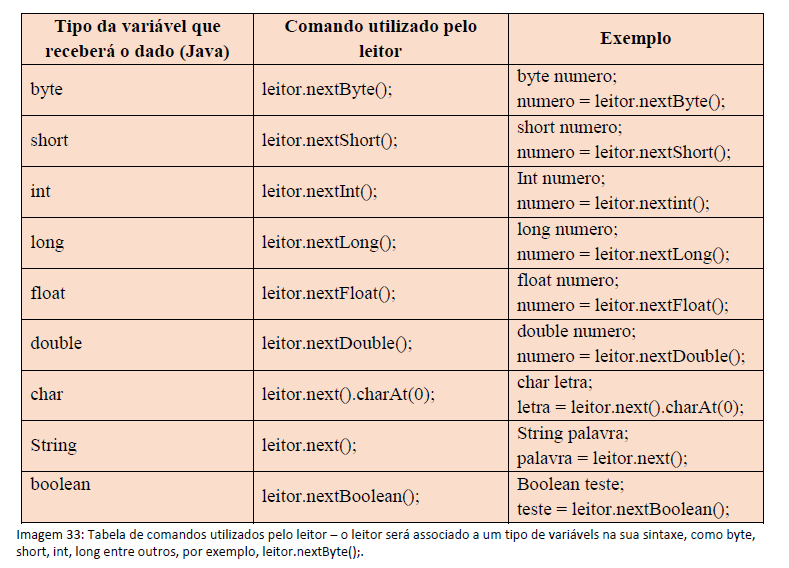 Tipo da variável que
receberá o dado (Java)
Comando utilizado pelo
leitor
Exemplo
byte
leitor.nextByte();
byte numero;
numero = leitor.nextByte();
short
leitor.nextShort();
short numero;
numero = leitor.nextShort();
int
leitor.nextInt();
Int numero;
numero = leitor.nextint();
long
leitor.nextLong();
long numero;
numero = leitor.nextLong();
float
leitor.nextFloat();
float numero;
numero = leitor.nextFloat();
double
leitor.nextDouble();
double numero;
numero = leitor.nextDouble();
char
leitor.next().charAt(0);
char letra;
letra = leitor.next().charAt(0);
String
leitor.next();
String palavra;
palavra = leitor.next();
boolean
leitor.nextBoolean();
Boolean teste;
teste = leitor.nextBoolean();
Imagem 33: Tabela de comandos utilizados pelo leitor – o leitor será associado a um tipo de variávels na sua sintaxe, como byte,
short, int, long entre outros, por exemplo, leitor.nextByte();.